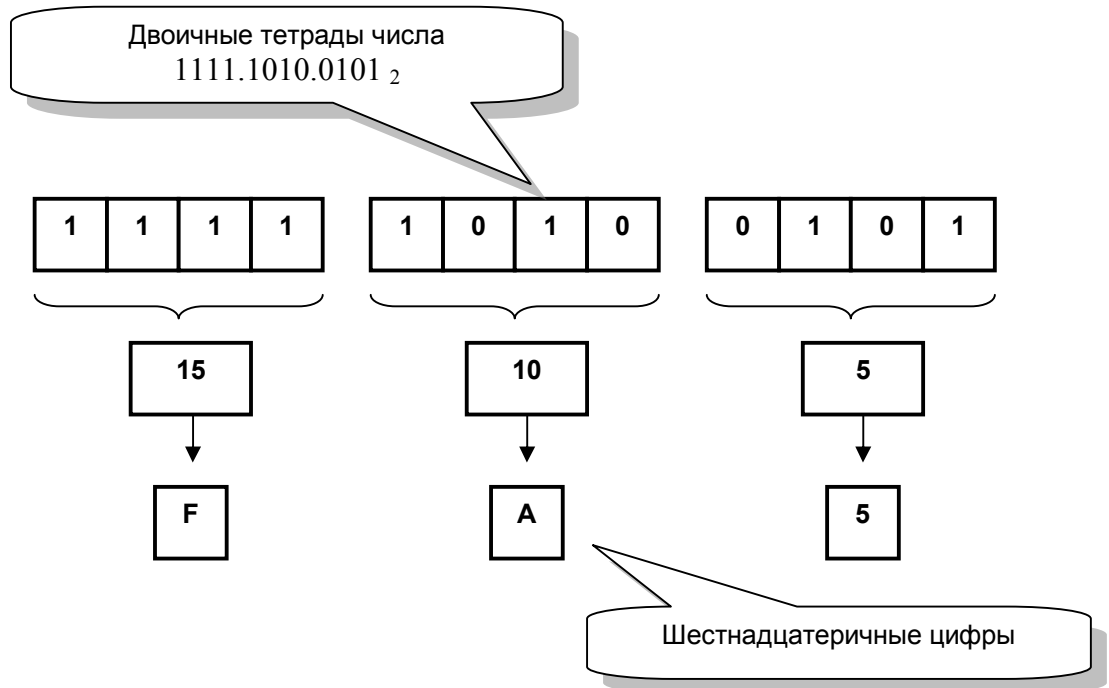 Двоичные тетрады числа
1111.1010.0101 2
1 1 1 1 1 0 1 0 0 1 0 1
15 10 5
F A 5
Шестнадцатеричные цифры